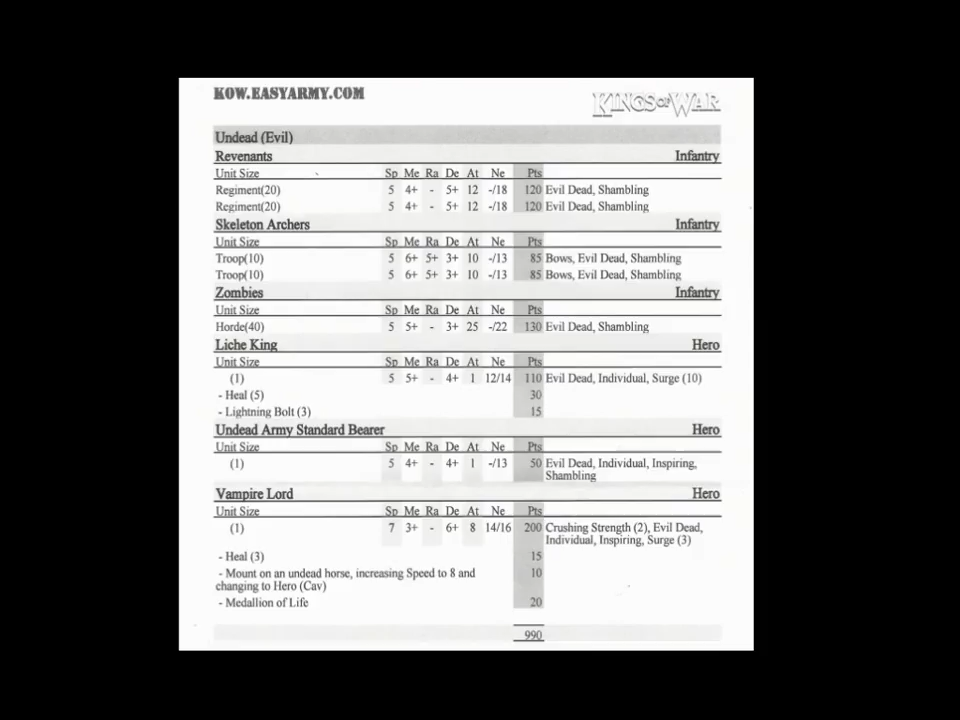 KOW.EASYARMY.COM
KINGS OF WAR
Undead (Evil)
Revenants Infantry
Unit Size Sp Me Ra De At Ne Pts
Regiment(20) 5 4+ - 5+ 12 -/18 120 Evil Dead, Shambling
Regiment(20) 5 4+ - 5+ 12 -/18 120 Evil Dead, Shambling
Skeleton Archers Infantry
Unit Size Sp Me Ra De At Ne Pts
Troop(10) 5 6+ 5+ 3+ 10 -/13 85 Bows, Evil Dead, Shambling
Troop(10) 5 6+ 5+ 3+ 10 -/13 85 Bows, Evil Dead, Shambling
Zombies Infantry
Unit Size Sp Me Ra De At Ne Pts
Horde(40) 5 5+ - 3+ 25 -/22 130 Evil Dead, Shambling
Liche King Hero
Unit Size Sp Me Ra De At Ne Pts
(1) 5 5+ - 4+ 1 12/14 110 Evil Dead, Individual, Surge (10)
- Heal (5) 30
- Lightning Bolt (3) 15
Undead Army Standard Bearer Hero
Unit Size Sp Me Ra De At Ne Pts
(1) 5 4+ - 4+ 1 -/13 50 Evil Dead, Individual, Inspiring,
Shambling
Vampire Lord Hero
Unit Size Sp Me Ra De At Ne Pts
(1) 7 3+ - 6+ 8 14/16 200 Crushing Strength (2), Evil Dead,
Individual, Inspiring, Surge (3)
- Heal (3) 15
- Mount on an undead horse, increasing Speed to 8 and 10
changing to Hero (Cav)
- Medallion of Life 20
990